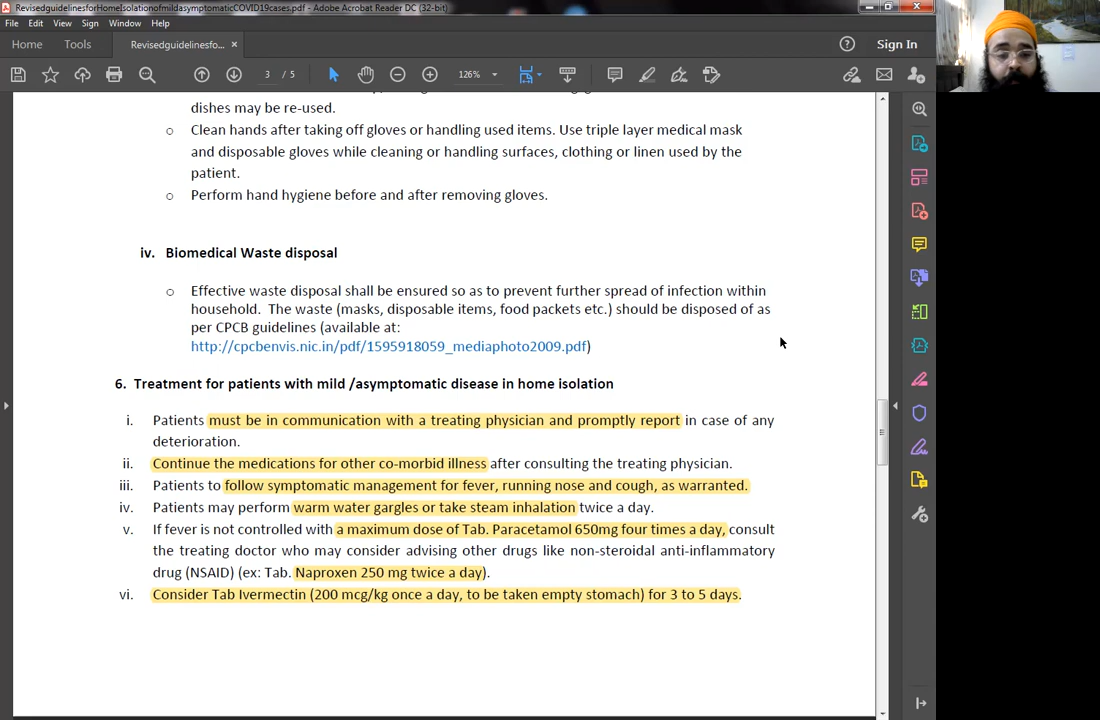 RevisedguidelinesforHomeIsolationofmildasymptomaticCOVID19cases.pdf - Adobe Acrobat Reader DC (32-bit)
File Edit View Sign Window Help
Home Tools Revisedguidelinesfo... × Sign In
3 / 5 126%
dishes may be re-used.
○ Clean hands after taking off gloves or handling used items. Use triple layer medical mask
and disposable gloves while cleaning or handling surfaces, clothing or linen used by the
patient.
○ Perform hand hygiene before and after removing gloves.
iv. Biomedical Waste disposal
○ Effective waste disposal shall be ensured so as to prevent further spread of infection within
household. The waste (masks, disposable items, food packets etc.) should be disposed of as
per CPCB guidelines (available at:
http://cpcbenvis.nic.in/pdf/1595918059_mediaphoto2009.pdf)
6. Treatment for patients with mild /asymptomatic disease in home isolation
i. Patients must be in communication with a treating physician and promptly report in case of any
deterioration.
ii. Continue the medications for other co-morbid illness after consulting the treating physician.
iii. Patients to follow symptomatic management for fever, running nose and cough, as warranted.
iv. Patients may perform warm water gargles or take steam inhalation twice a day.
v. If fever is not controlled with a maximum dose of Tab. Paracetamol 650mg four times a day, consult
the treating doctor who may consider advising other drugs like non-steroidal anti-inflammatory
drug (NSAID) (ex: Tab. Naproxen 250 mg twice a day).
vi. Consider Tab Ivermectin (200 mcg/kg once a day, to be taken empty stomach) for 3 to 5 days.